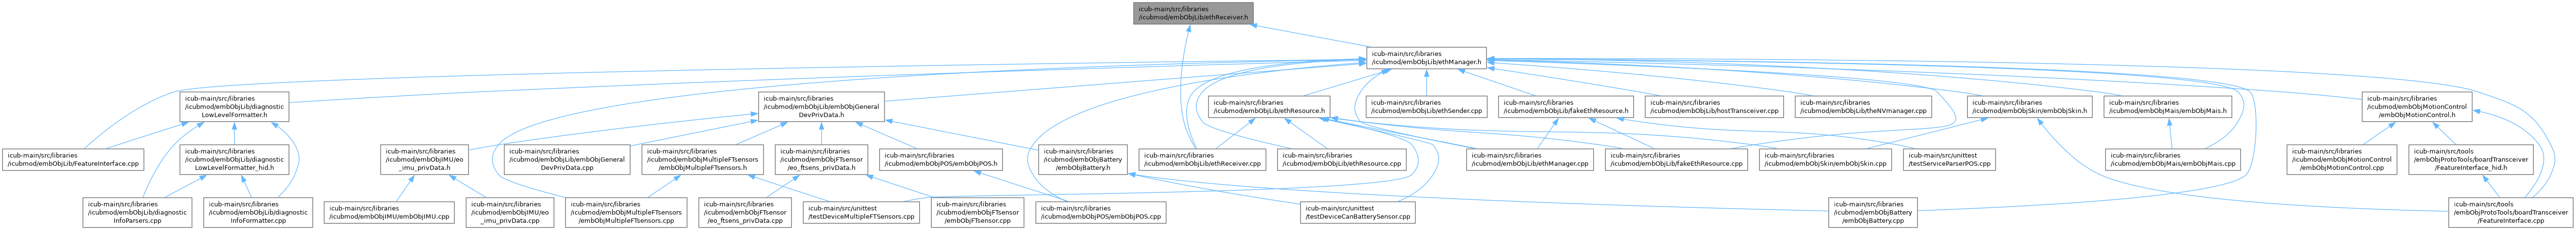 icub-main/src/libraries
/icubmod/embObjLib/ethReceiver.h
icub-main/src/libraries
/icubmod/embObjLib/ethManager.h
icub-main/src/libraries
/icubmod/embObjLib/diagnostic
LowLevelFormatter.h
icub-main/src/libraries
/icubmod/embObjLib/embObjGeneral
DevPrivData.h
icub-main/src/libraries
/icubmod/embObjLib/ethResource.h
icub-main/src/libraries
/icubmod/embObjLib/ethSender.cpp
icub-main/src/libraries
/icubmod/embObjLib/fakeEthResource.h
icub-main/src/libraries
/icubmod/embObjLib/hostTransceiver.cpp
icub-main/src/libraries
/icubmod/embObjLib/theNVmanager.cpp
icub-main/src/libraries
/icubmod/embObjSkin/embObjSkin.h
icub-main/src/libraries
/icubmod/embObjMais/embObjMais.h
icub-main/src/libraries
/icubmod/embObjMotionControl
/embObjMotionControl.h
icub-main/src/libraries
/icubmod/embObjLib/FeatureInterface.cpp
icub-main/src/libraries
/icubmod/embObjLib/diagnostic
LowLevelFormatter_hid.h
icub-main/src/libraries
/icubmod/embObjIMU/eo
_imu_privData.h
icub-main/src/libraries
/icubmod/embObjLib/embObjGeneral
DevPrivData.cpp
icub-main/src/libraries
/icubmod/embObjMultipleFTsensors
/embObjMultipleFTsensors.h
icub-main/src/libraries
/icubmod/embObjFTsensor
/eo_ftsens_privData.h
icub-main/src/libraries
/icubmod/embObjPOS/embObjPOS.h
icub-main/src/libraries
/icubmod/embObjBattery
/embObjBattery.h
icub-main/src/libraries
/icubmod/embObjLib/ethReceiver.cpp
icub-main/src/libraries
/icubmod/embObjLib/ethResource.cpp
icub-main/src/libraries
/icubmod/embObjLib/ethManager.cpp
icub-main/src/libraries
/icubmod/embObjLib/fakeEthResource.cpp
icub-main/src/libraries
/icubmod/embObjSkin/embObjSkin.cpp
icub-main/src/unittest
/testServiceParserPOS.cpp
icub-main/src/libraries
/icubmod/embObjMais/embObjMais.cpp
icub-main/src/libraries
/icubmod/embObjMotionControl
/embObjMotionControl.cpp
icub-main/src/tools
/embObjProtoTools/boardTransceiver
/FeatureInterface_hid.h
icub-main/src/libraries
/icubmod/embObjLib/diagnostic
InfoParsers.cpp
icub-main/src/libraries
/icubmod/embObjLib/diagnostic
InfoFormatter.cpp
icub-main/src/libraries
/icubmod/embObjIMU/embObjIMU.cpp
icub-main/src/libraries
/icubmod/embObjIMU/eo
_imu_privData.cpp
icub-main/src/libraries
/icubmod/embObjMultipleFTsensors
/embObjMultipleFTsensors.cpp
icub-main/src/libraries
/icubmod/embObjFTsensor
/eo_ftsens_privData.cpp
icub-main/src/unittest
/testDeviceMultipleFTSensors.cpp
icub-main/src/libraries
/icubmod/embObjFTsensor
/embObjFTsensor.cpp
icub-main/src/libraries
/icubmod/embObjPOS/embObjPOS.cpp
icub-main/src/unittest
/testDeviceCanBatterySensor.cpp
icub-main/src/libraries
/icubmod/embObjBattery
/embObjBattery.cpp
icub-main/src/tools
/embObjProtoTools/boardTransceiver
/FeatureInterface.cpp